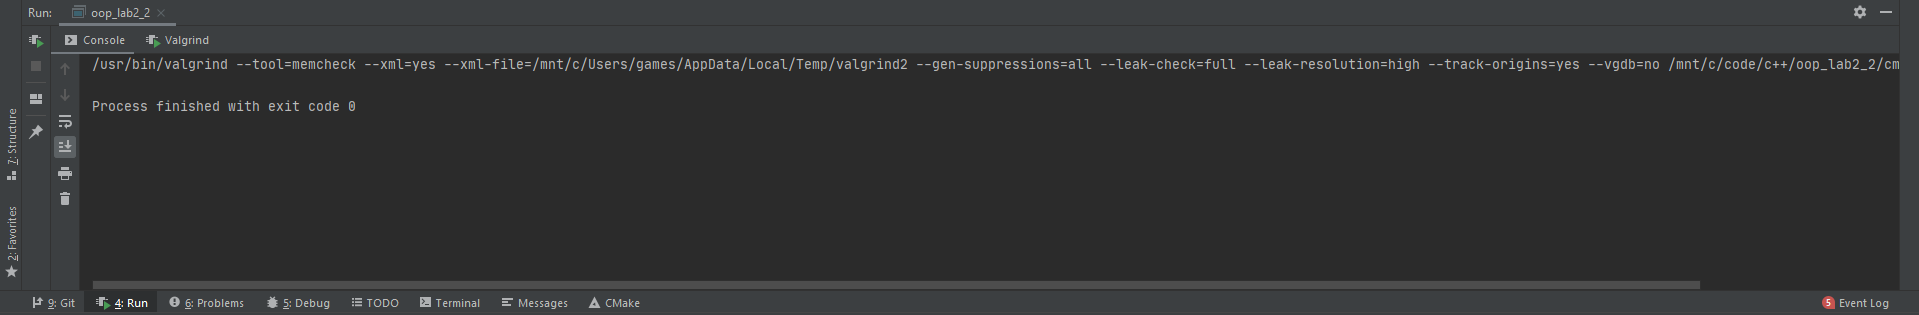 Run: oop_lab2_2
Console Valgrind
/usr/bin/valgrind --tool=memcheck --xml=yes --xml-file=/mnt/c/Users/games/AppData/Local/Temp/valgrind2 --gen-suppressions=all --leak-check=full --leak-resolution=high --track-origins=yes --vgdb=no /mnt/c/code/c++/oop_lab2_2/cm
Process finished with exit code 0
7: Structure
2: Favorites
9: Git 4: Run 6: Problems 5: Debug TODO Terminal Messages CMake 5 Event Log